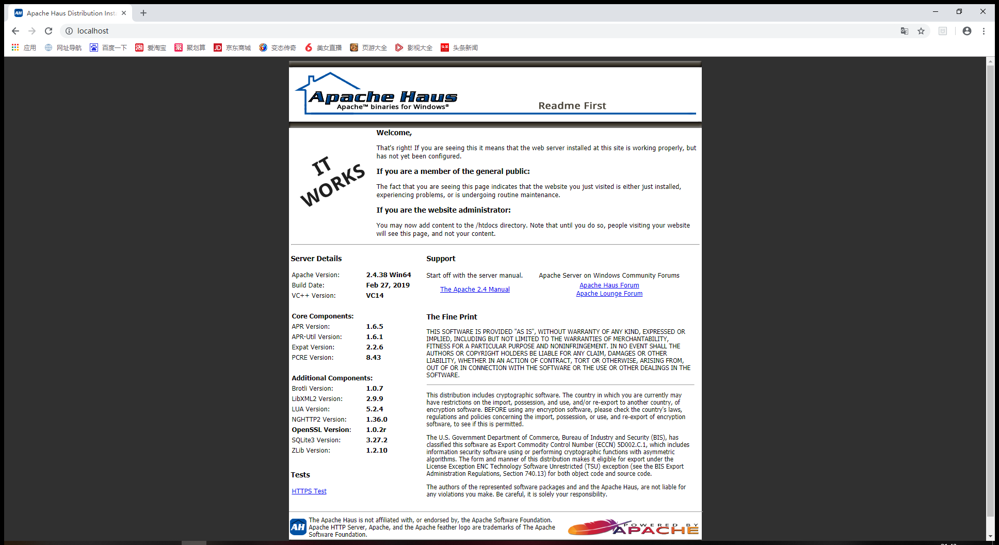 Apache Haus Distribution Inst
localhost
应用 网址导航 百度一下 爱淘宝 聚划算 京东商城 变态传奇 美女直播 页游大全 影视大全 头条新闻
Apache Haus
Apache™ binaries for Windows®
Readme First
Welcome,
That's right! If you are seeing this it means that the web server installed at this site is working properly, but
has not yet been configured.
IT
WORKS
If you are a member of the general public:
The fact that you are seeing this page indicates that the website you just visited is either just installed,
experiencing problems, or is undergoing routine maintenance.
If you are the website administrator:
You may now add content to the /htdocs directory. Note that until you do so, people visiting your website
will see this page, and not your content.
Server Details
Apache Version: 2.4.38 Win64
Build Date: Feb 27, 2019
VC++ Version: VC14
Core Components:
APR Version: 1.6.5
APR-Util Version: 1.6.1
Expat Version: 2.2.6
PCRE Version: 8.43
Additional Components:
Brotli Version: 1.0.7
LibXML2 Version: 2.9.9
LUA Version: 5.2.4
NGHTTP2 Version: 1.36.0
OpenSSL Version: 1.0.2r
SQLite3 Version: 3.27.2
ZLib Version: 1.2.10
Tests
HTTPS Test
Support
Start off with the server manual.
The Apache 2.4 Manual
Apache Server on Windows Community Forums
Apache Haus Forum
Apache Lounge Forum
The Fine Print
THIS SOFTWARE IS PROVIDED "AS IS", WITHOUT WARRANTY OF ANY KIND, EXPRESSED OR
IMPLIED, INCLUDING BUT NOT LIMITED TO THE WARRANTIES OF MERCHANTABILITY,
FITNESS FOR A PARTICULAR PURPOSE AND NONINFRINGEMENT. IN NO EVENT SHALL THE
AUTHORS OR COPYRIGHT HOLDERS BE LIABLE FOR ANY CLAIM, DAMAGES OR OTHER
LIABILITY, WHETHER IN AN ACTION OF CONTRACT, TORT OR OTHERWISE, ARISING FROM,
OUT OF OR IN CONNECTION WITH THE SOFTWARE OR THE USE OR OTHER DEALINGS IN THE
SOFTWARE.
This distribution includes cryptographic software. The country in which you are currently may
have restrictions on the import, possession, and use, and/or re-export to another country, of
encryption software. BEFORE using any encryption software, please check the country's laws,
regulations and policies concerning the import, possession, or use, and re-export of encryption
software, to see if this is permitted.
The U.S. Government Department of Commerce, Bureau of Industry and Security (BIS), has
classified this software as Export Commodity Control Number (ECCN) 5D002.C.1, which includes
information security software using or performing cryptographic functions with asymmetric
algorithms. The form and manner of this distribution makes it eligible for export under the
License Exception ENC Technology Software Unrestricted (TSU) exception (see the BIS Export
Administration Regulations, Section 740.13) for both object code and source code.
The authors of the represented software packages and and the Apache Haus, are not liable for
any violations you make. Be careful, it is solely your responsibility.
AH
The Apache Haus is not affiliated with, or endorsed by, the Apache Software Foundation.
Apache HTTP Server, Apache, and the Apache feather logo are trademarks of The Apache
Software Foundation.
POWERED BY
APACHE